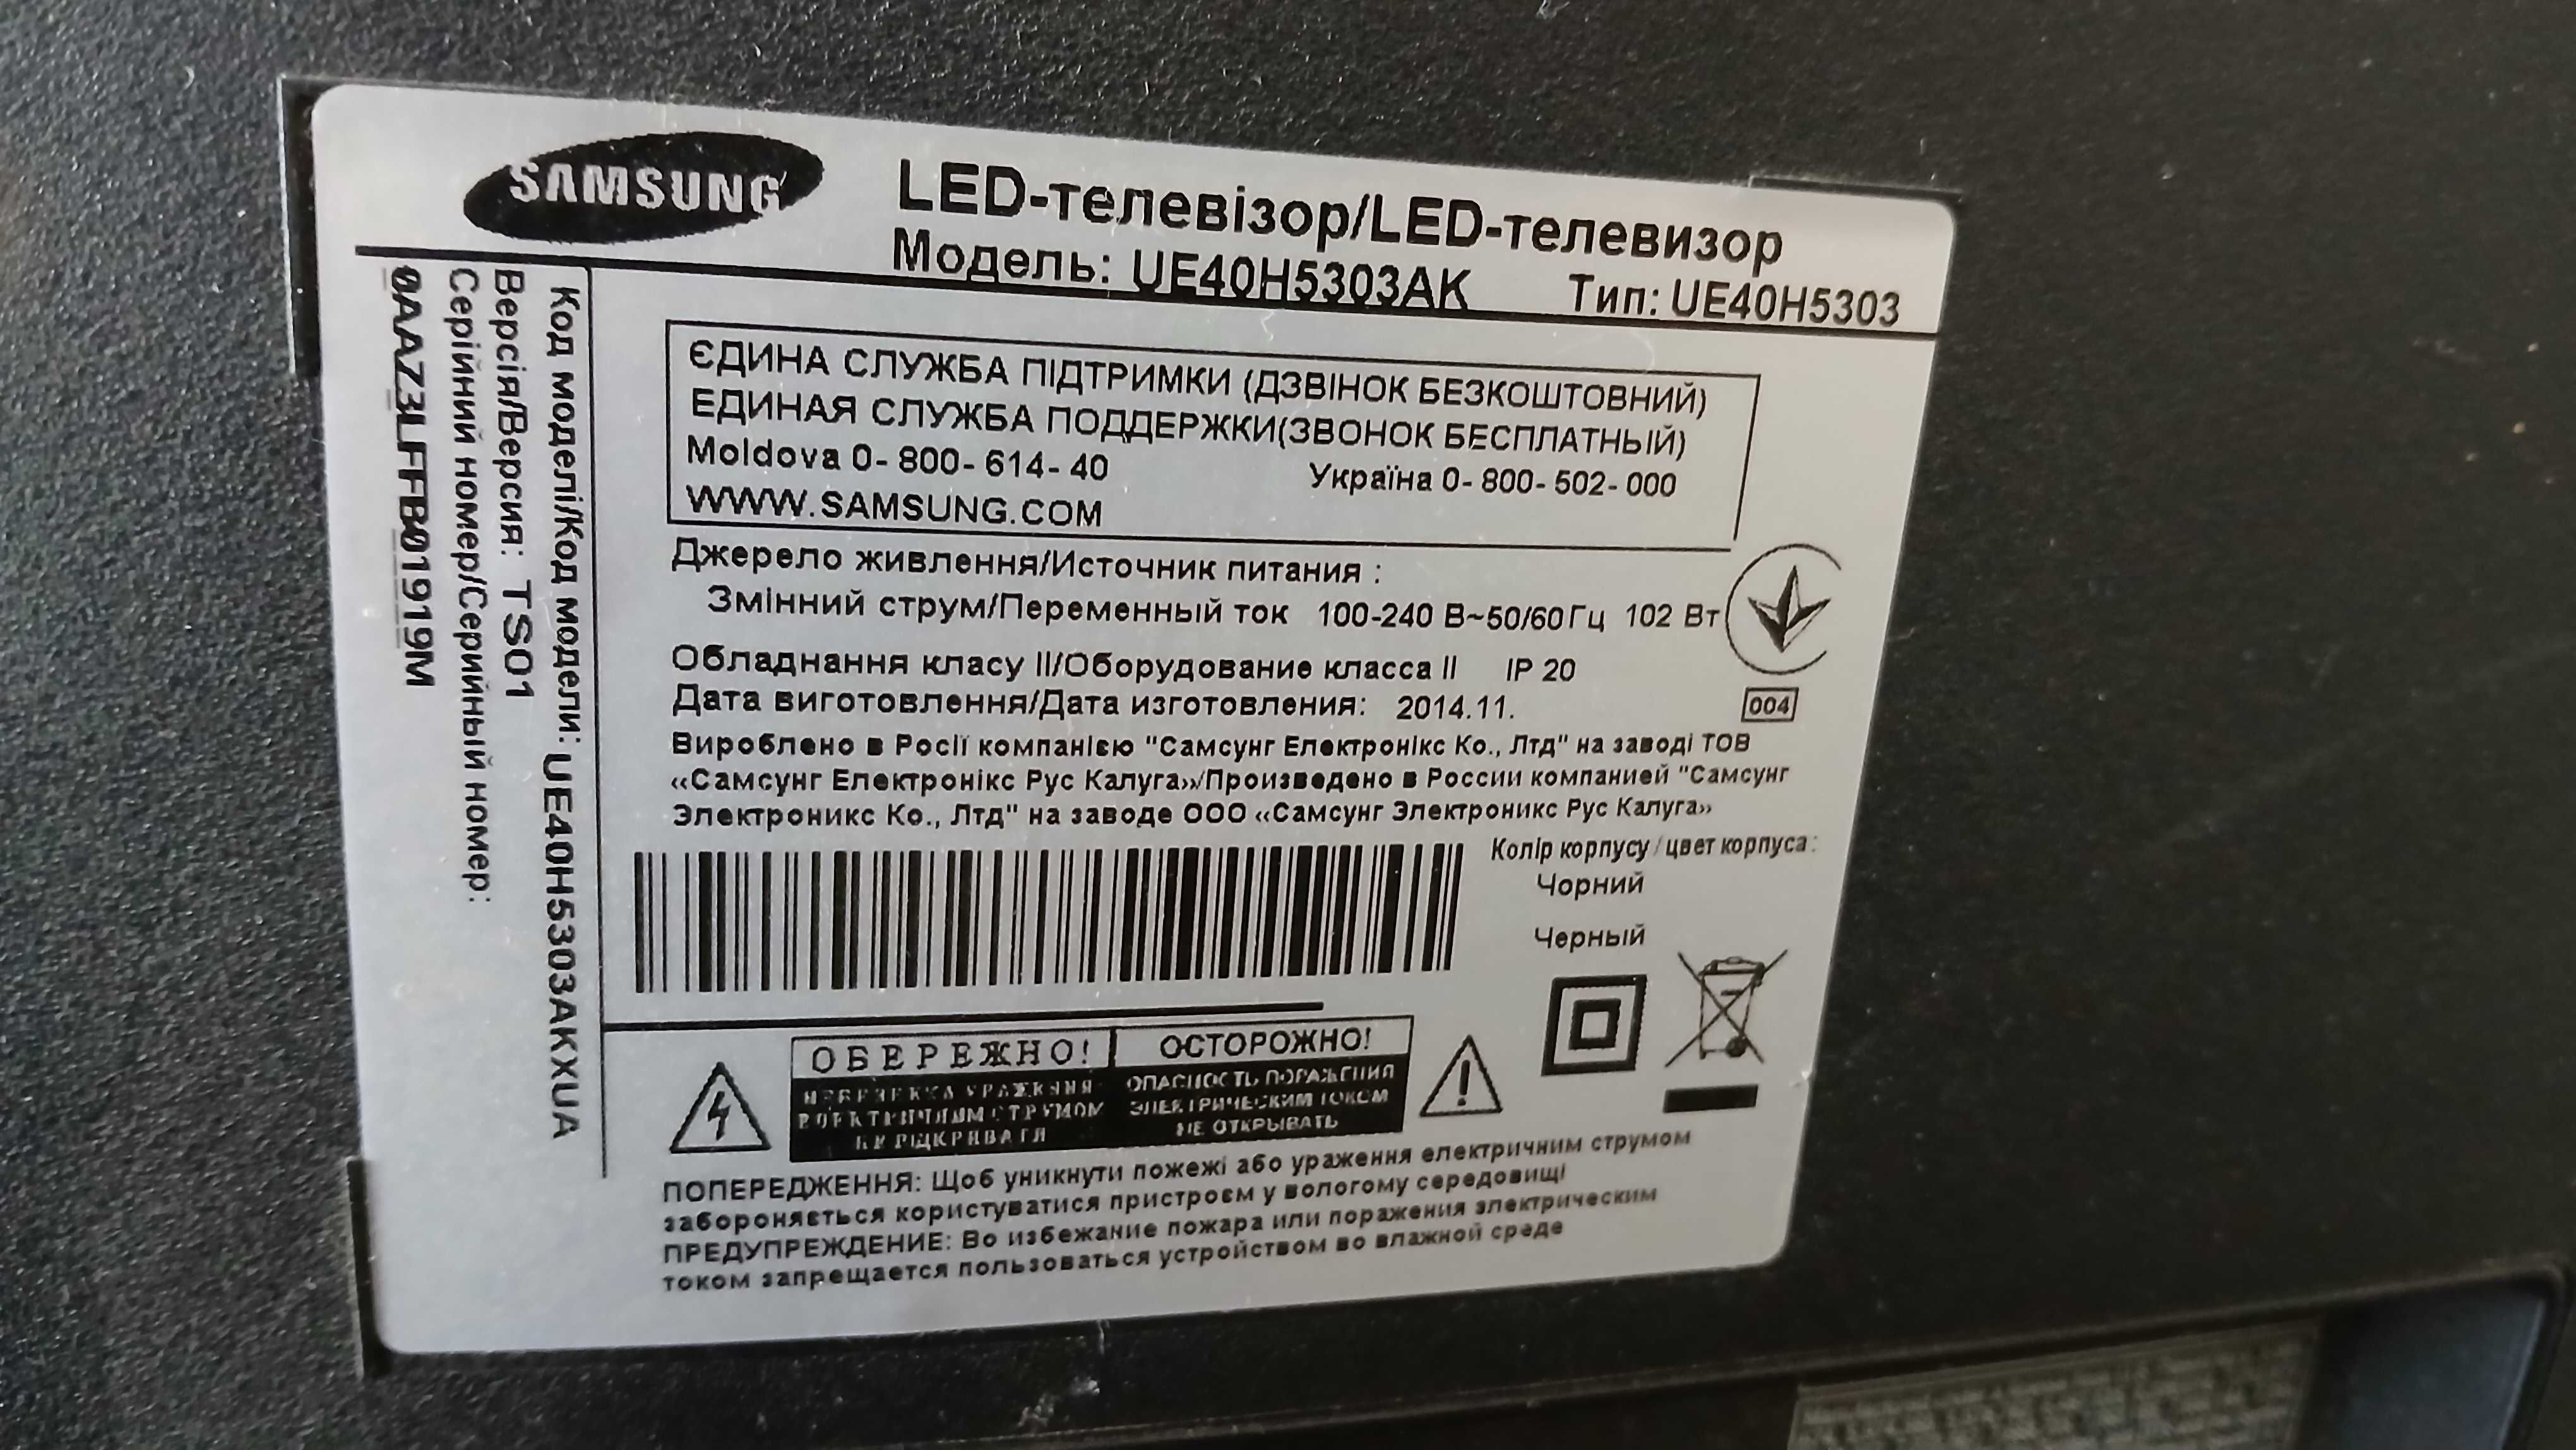 SAMSUNG
LED-телевізор/LED-телевизор
Модель: UE40H5303AK Тип: UE40H5303
Код моделі/Код модели: UE40H5303AKXUA
Версія/Версия: TS01
Серійний номер/Серийный номер:
0AAZ3LFFB01919M
ЄДИНА СЛУЖБА ПІДТРИМКИ (ДЗВІНОК БЕЗКОШТОВНИЙ)
ЕДИНАЯ СЛУЖБА ПОДДЕРЖКИ(ЗВОНОК БЕСПЛАТНЫЙ)
Moldova 0- 800- 614- 40 Україна 0- 800- 502- 000
WWW.SAMSUNG.COM
Джерело живлення/Источник питания :
Змінний струм/Переменный ток 100-240 В~50/60Гц 102 Вт
Обладнання класу II/Оборудование класса II IP 20
Дата виготовлення/Дата изготовления: 2014.11.
004
Вироблено в Росії компанією "Самсунг Електронікс Ко., Лтд" на заводі ТОВ
«Самсунг Електронікс Рус Калуга»/Произведено в России компанией "Самсунг
Электроникс Ко., Лтд" на заводе ООО «Самсунг Электроникс Рус Калуга»
Колір корпусу / цвет корпуса :
Чорний
Черный
ОБЕРЕЖНО! ОСТОРОЖНО!
ОПАСНОСТЬ ПОРАЖЕНИЯ
ЭЛЕКТРИЧЕСКИМ ТОКОМ
НЕ ОТКРЫВАТЬ
ПОПЕРЕДЖЕННЯ: Щоб уникнути пожежі або ураження електричним струмом
забороняється користуватися пристроєм у вологому середовищі
ПРЕДУПРЕЖДЕНИЕ: Во избежание пожара или поражения электрическим
током запрещается пользоваться устройством во влажной среде